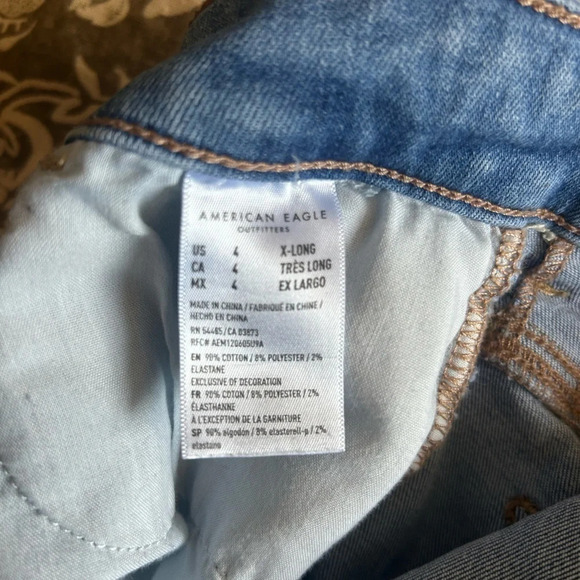 AMERICAN EAGLE
OUTFITTERS
US 4 X-LONG
CA 4 TRÈS LONG
MX 4 EX LARGO
MADE IN CHINA / FABRIQUÉ EN CHINE /
HECHO EN CHINA
RN 54485 / CA 03873
RFC# AEM120605U9A
EN 90% COTTON / 8% POLYESTER / 2%
ELASTANE
EXCLUSIVE OF DECORATION
FR 90% COTON / 8% POLYESTER / 2%
ÉLASTHANNE
À L'EXCEPTION DE LA GARNITURE
SP 90% algodón / 8% elasterell-p / 2%
elastano